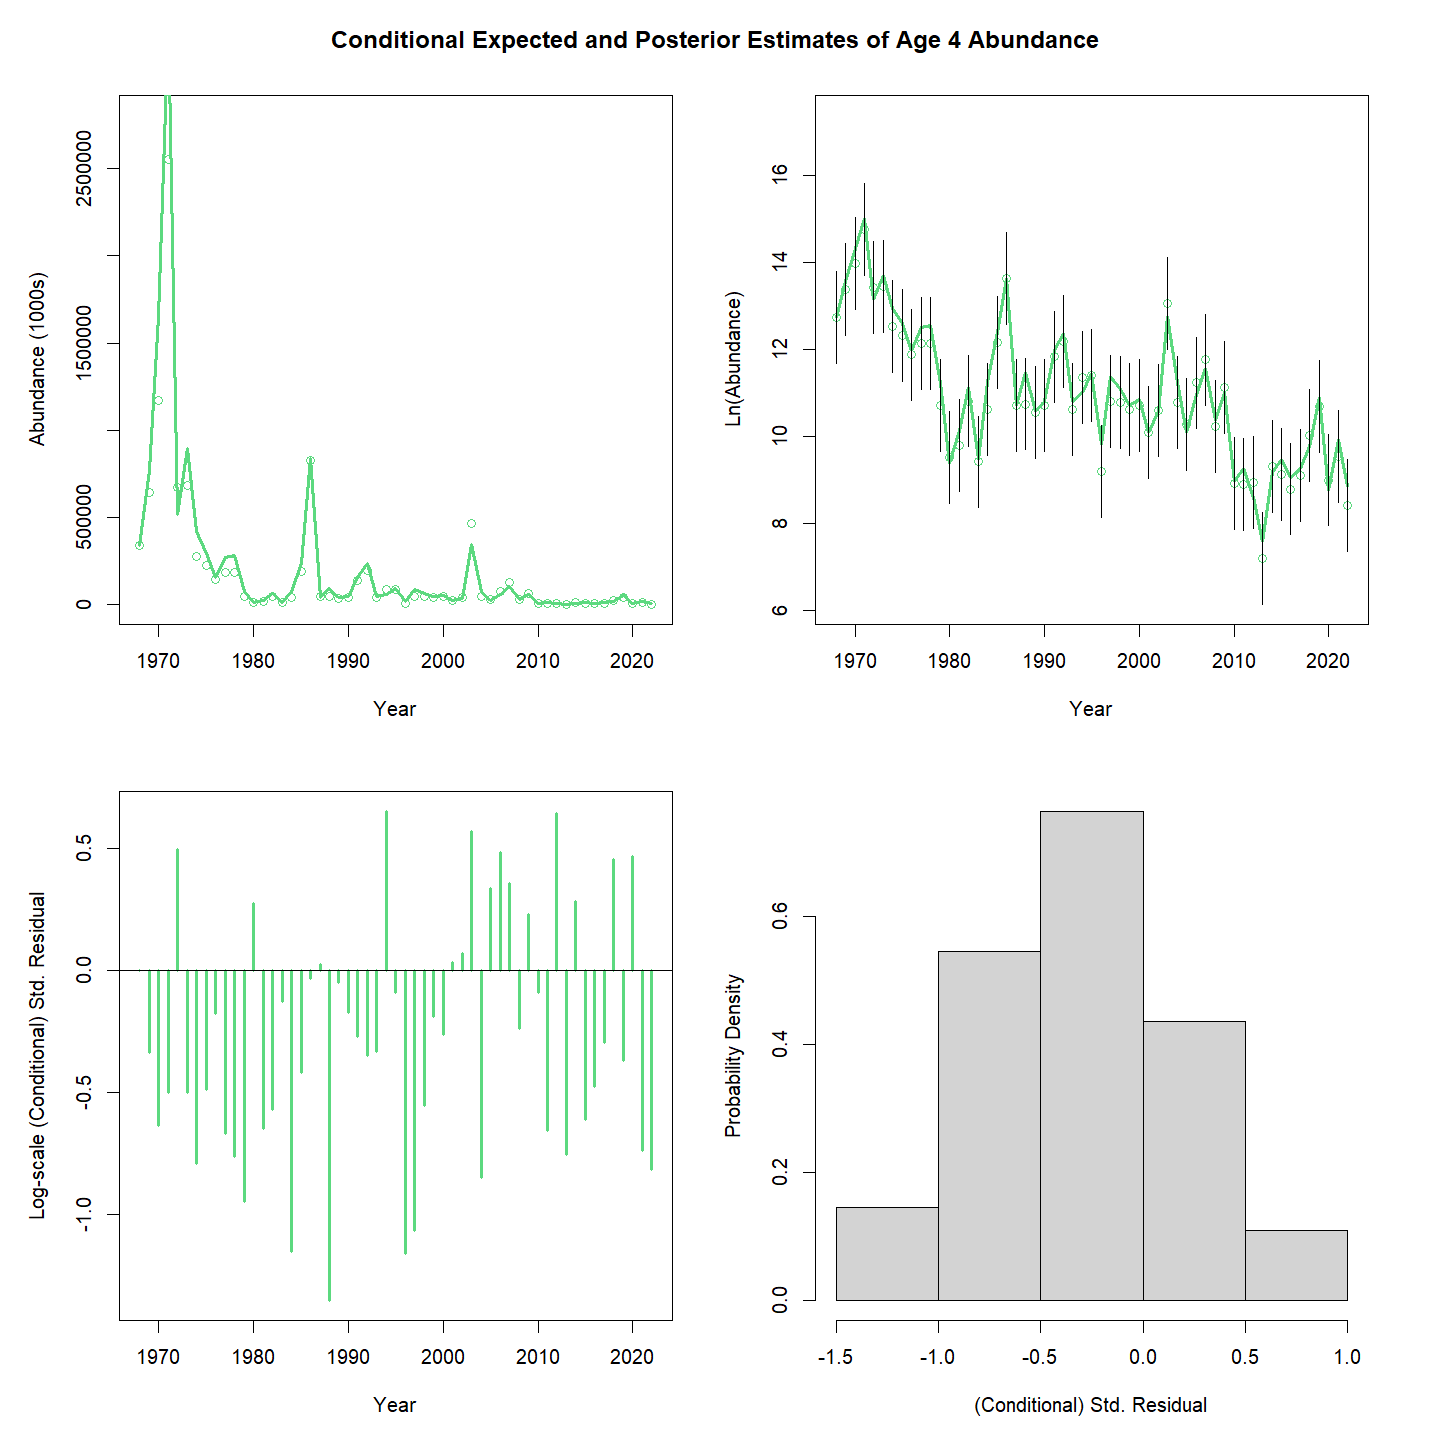 Conditional Expected and Posterior Estimates of Age 4 Abundance
Abundance (1000s)
0
500000
1500000
2500000
1970 1980 1990 2000 2010 2020
Year
Ln(Abundance)
6
8
10
12
14
16
1970 1980 1990 2000 2010 2020
Year
Log-scale (Conditional) Std. Residual
-1.0
-0.5
0.0
0.5
1970 1980 1990 2000 2010 2020
Year
Probability Density
0.0
0.2
0.4
0.6
-1.5 -1.0 -0.5 0.0 0.5 1.0
(Conditional) Std. Residual